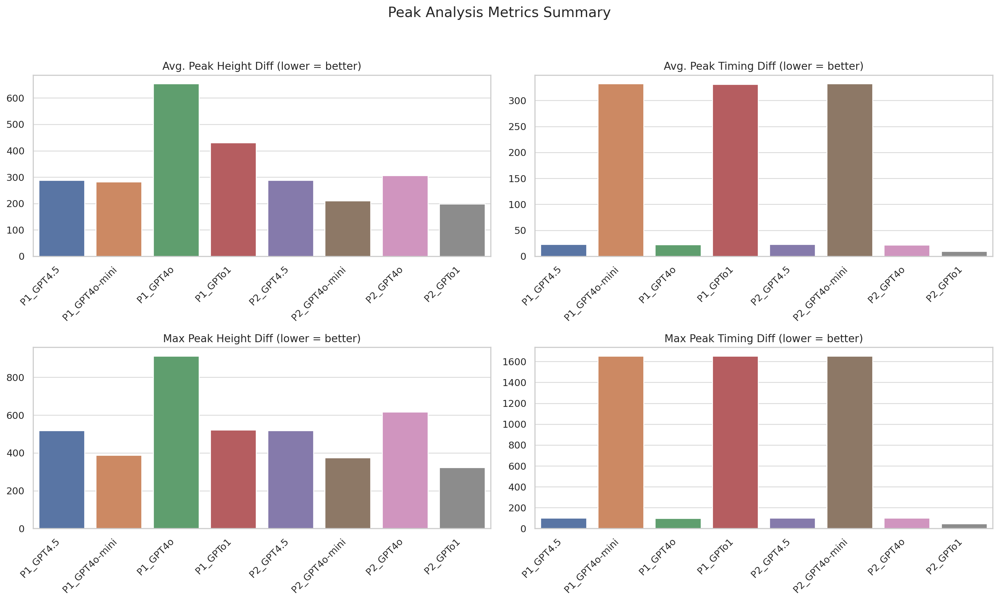 Peak Analysis Metrics Summary
Avg. Peak Height Diff (lower = better)
600
500
400
300
200
100
0
P1_GPT4.5
P1_GPT4o-mini
P1_GPT4o
P1_GPTo1
P2_GPT4.5
P2_GPT4o-mini
P2_GPT4o
P2_GPTo1
Avg. Peak Timing Diff (lower = better)
300
250
200
150
100
50
0
P1_GPT4.5
P1_GPT4o-mini
P1_GPT4o
P1_GPTo1
P2_GPT4.5
P2_GPT4o-mini
P2_GPT4o
P2_GPTo1
Max Peak Height Diff (lower = better)
800
600
400
200
0
P1_GPT4.5
P1_GPT4o-mini
P1_GPT4o
P1_GPTo1
P2_GPT4.5
P2_GPT4o-mini
P2_GPT4o
P2_GPTo1
Max Peak Timing Diff (lower = better)
1600
1400
1200
1000
800
600
400
200
0
P1_GPT4.5
P1_GPT4o-mini
P1_GPT4o
P1_GPTo1
P2_GPT4.5
P2_GPT4o-mini
P2_GPT4o
P2_GPTo1